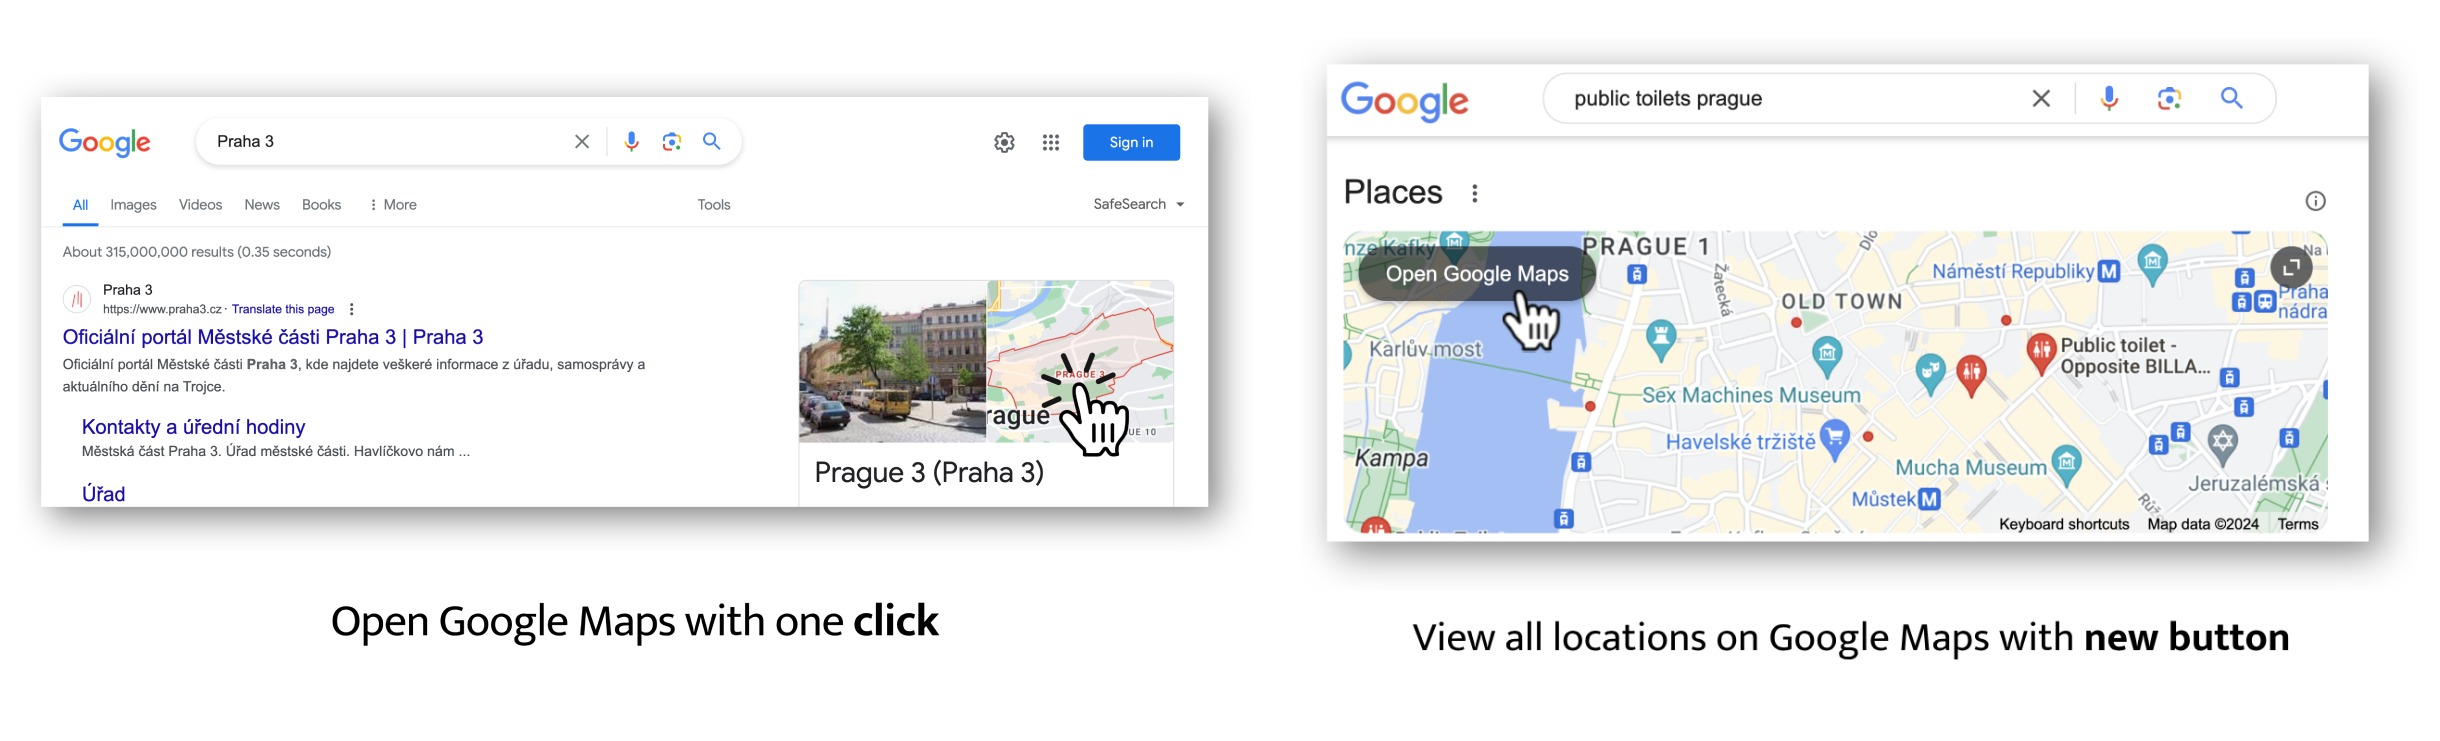 Google
Praha 3
Sign in
All Images Videos News Books More Tools SafeSearch
About 315,000,000 results (0.35 seconds)
Praha 3
https://www.praha3.cz · Translate this page
Oficiální portál Městské části Praha 3 | Praha 3
Oficiální portál Městské části Praha 3, kde najdete veškeré informace z úřadu, samosprávy a
aktuálního dění na Trojce.
Kontakty a úřední hodiny
Městská část Praha 3. Úřad městské části. Havlíčkovo nám ...
Úřad
PRAGUE 3
rague
UE 10
Prague 3 (Praha 3)
Open Google Maps with one click
Google
public toilets prague
Places
nze Kafky
PRAGUE 1
Open Google Maps
Žatecká
Dlo
Náměstí Republiky M
Na
Praha
nádra
OLD TOWN
Karlův most
Public toilet -
Opposite BILLA...
Sex Machines Museum
Havelské tržiště
Kampa
Mucha Museum
Můstek M
Jeruzalémská
Růž
Keyboard shortcuts Map data ©2024 Terms
View all locations on Google Maps with new button